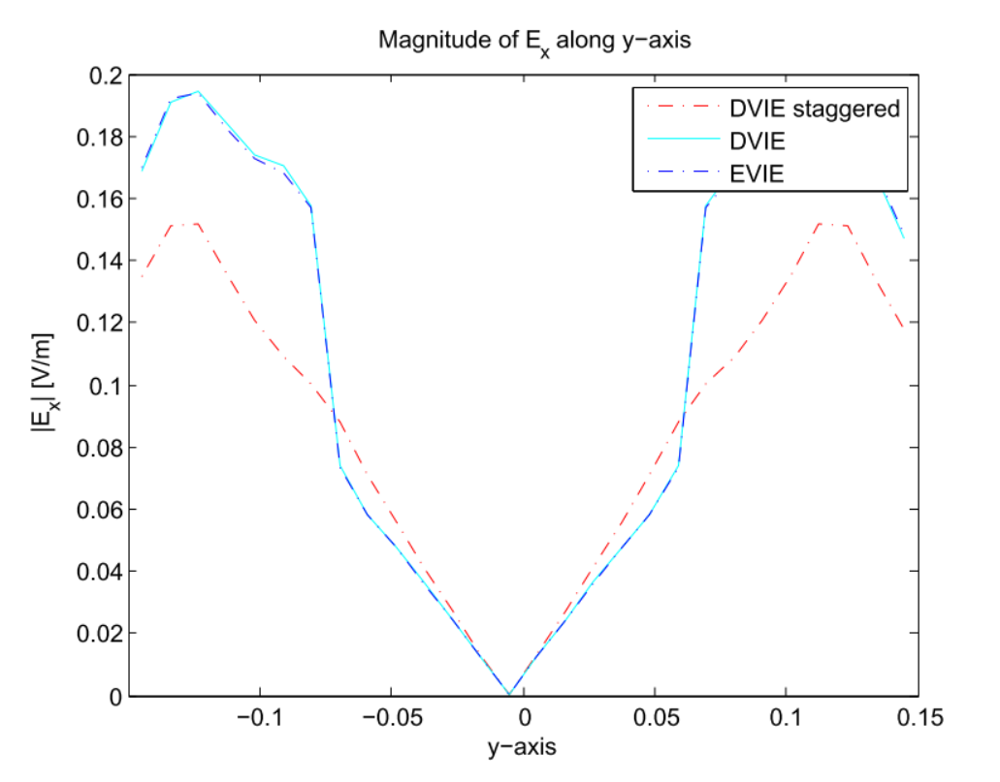 Magnitude of Ex along y−axis
0.2
0.18
0.16
0.14
0.12
0.1
0.08
0.06
0.04
0.02
0
|Ex| [V/m]
DVIE staggered
DVIE
EVIE
−0.1
−0.05
0
0.05
0.1
0.15
y−axis